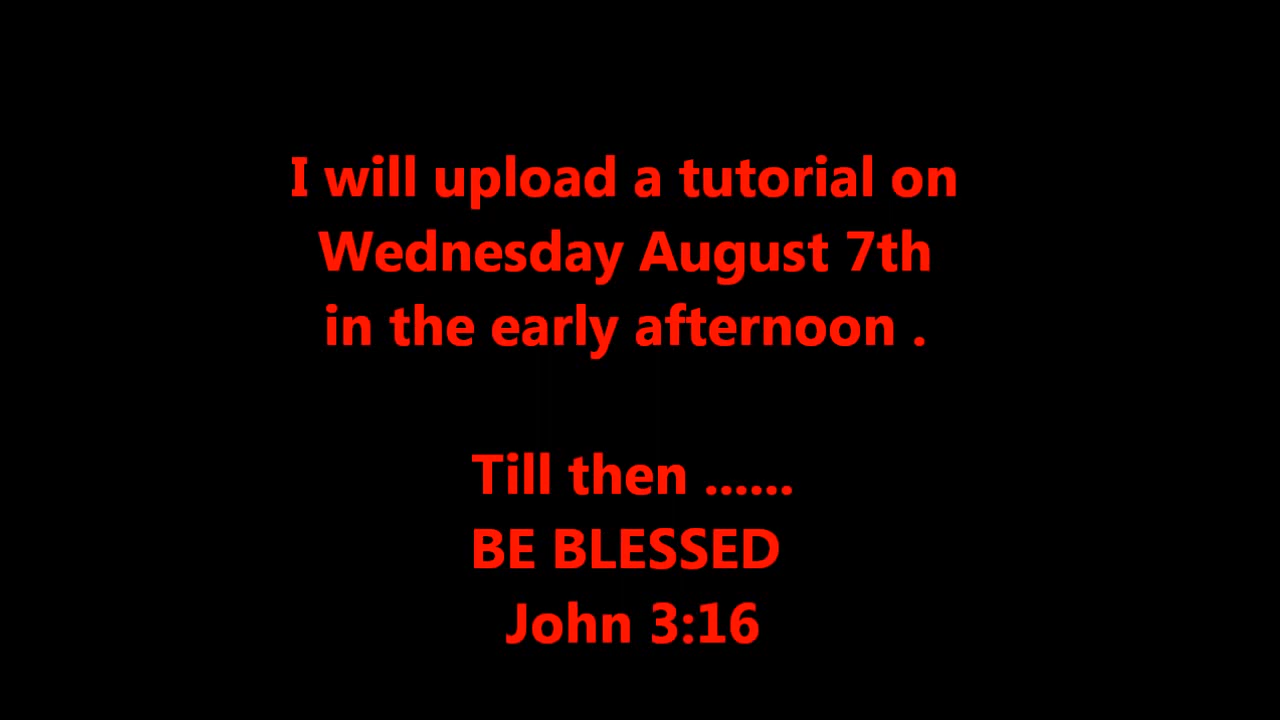 I will upload a tutorial on
Wednesday August 7th
in the early afternoon .
Till then ......
BE BLESSED
John 3:16